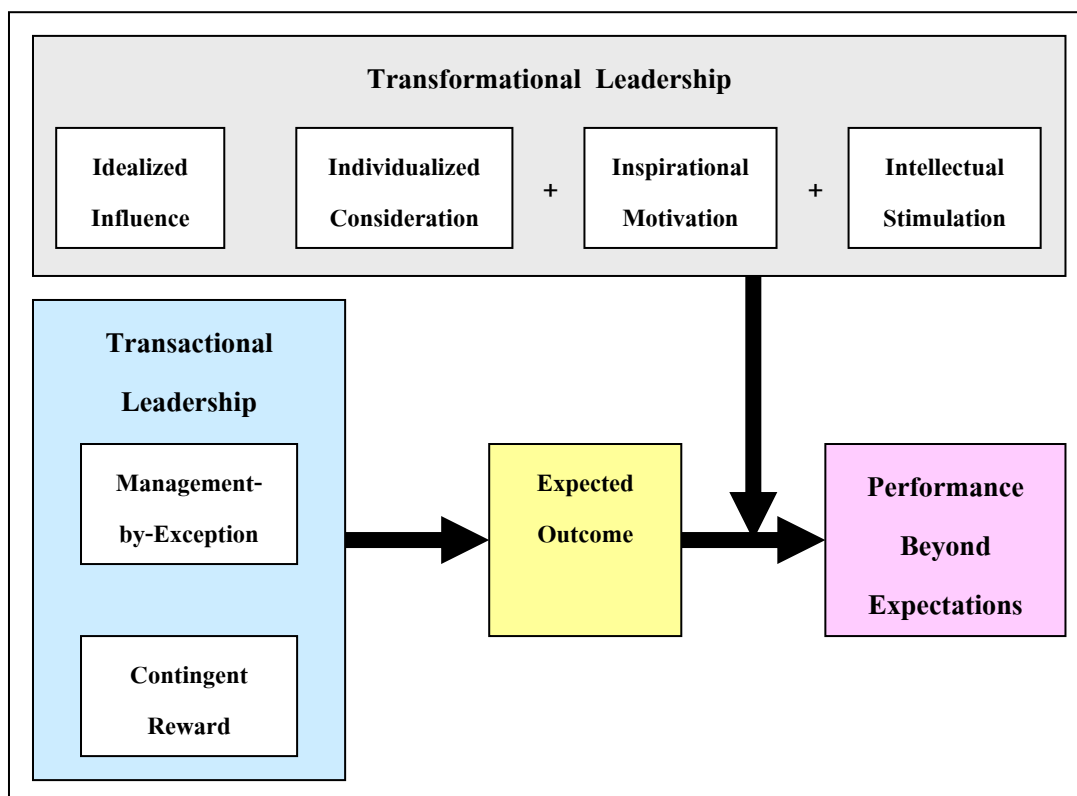 Transformational Leadership
Idealized
Influence
Individualized
Consideration
+
Inspirational
Motivation
+
Intellectual
Stimulation
Transactional
Leadership
Management-
by-Exception
Contingent
Reward
Expected
Outcome
Performance
Beyond
Expectations